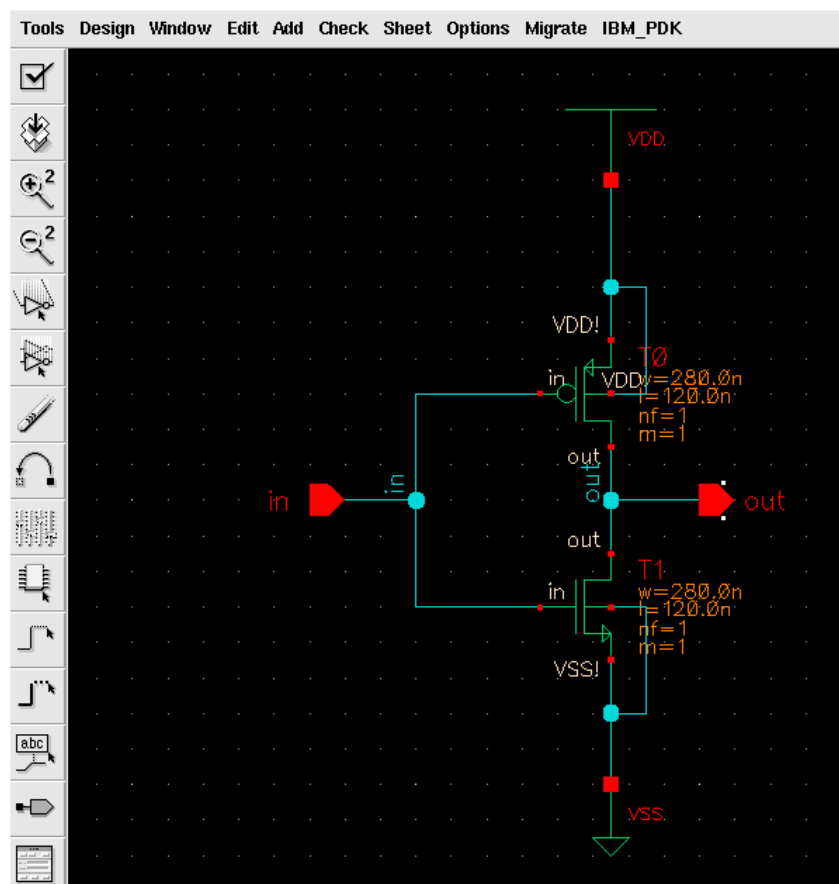 Tools Design Window Edit Add Check Sheet Options Migrate IBM_PDK
2
2
abc
VDD
VDD!
T0
in
VDD
w=280.0n
l=120.0n
nf=1
m=1
out
in
in
out
out
out
T1
in
w=280.0n
l=120.0n
nf=1
m=1
VSS!
VSS